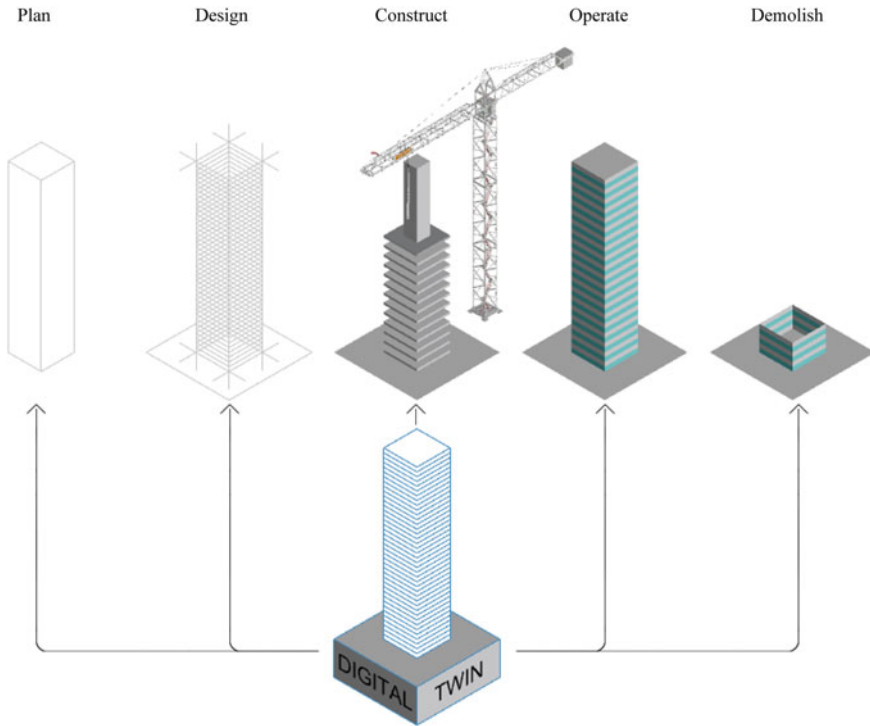 Plan
Design
Construct
Operate
Demolish
DIGITAL
TWIN